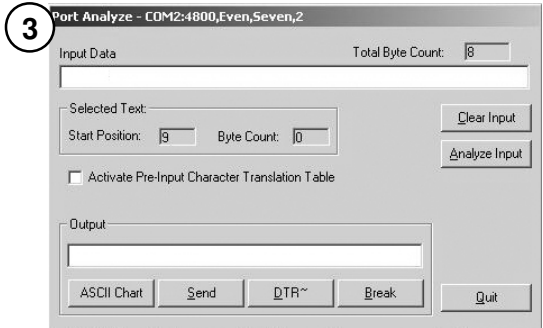 3
Port Analyze - COM2:4800,Even,Seven,2
Input Data Total Byte Count: 8
Selected Text:
Start Position: 9 Byte Count: 0
Clear Input
Analyze Input
Activate Pre-Input Character Translation Table
Output
ASCII Chart Send DTR~ Break Quit